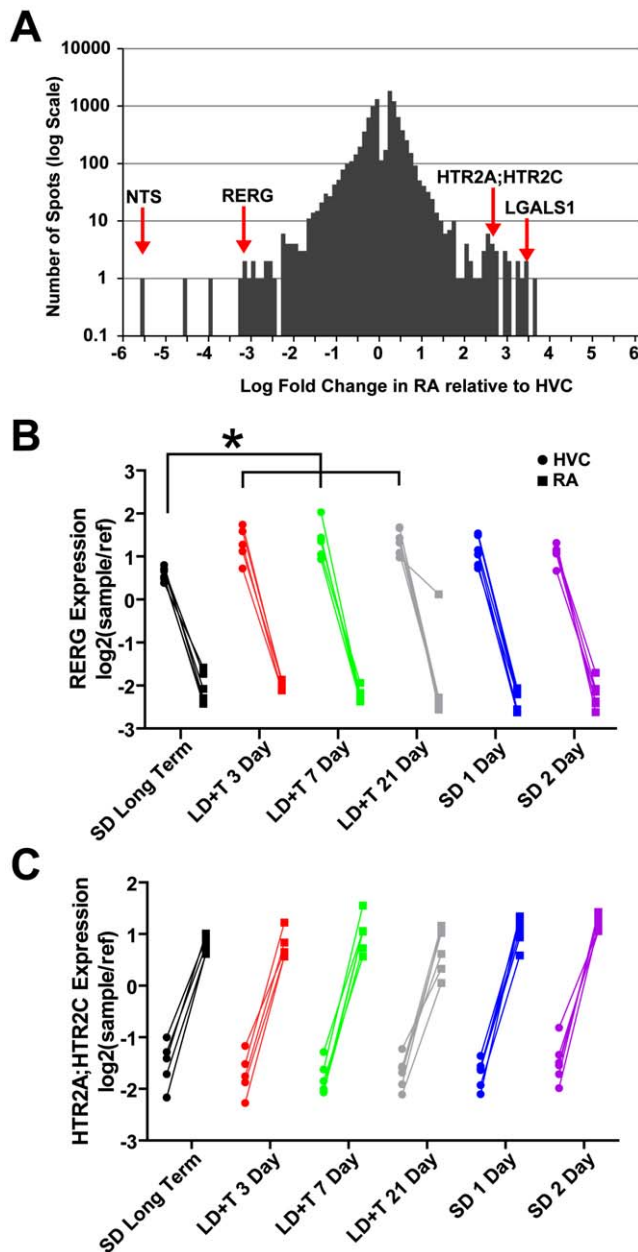 A
Number of Spots (log Scale)
10000
1000
100
10
1
0.1
NTS
RERG
HTR2A;HTR2C
LGALS1
-6 -5 -4 -3 -2 -1 0 1 2 3 4 5 6
Log Fold Change in RA relative to HVC
B
*
HVC
RA
RERG Expression
log2(sample/ref)
3
2
1
0
-1
-2
-3
SD Long Term
LD+T 3 Day
LD+T 7 Day
LD+T 21 Day
SD 1 Day
SD 2 Day
C
HTR2A;HTR2C Expression
log2(sample/ref)
2
1
0
-1
-2
-3
SD Long Term
LD+T 3 Day
LD+T 7 Day
LD+T 21 Day
SD 1 Day
SD 2 Day